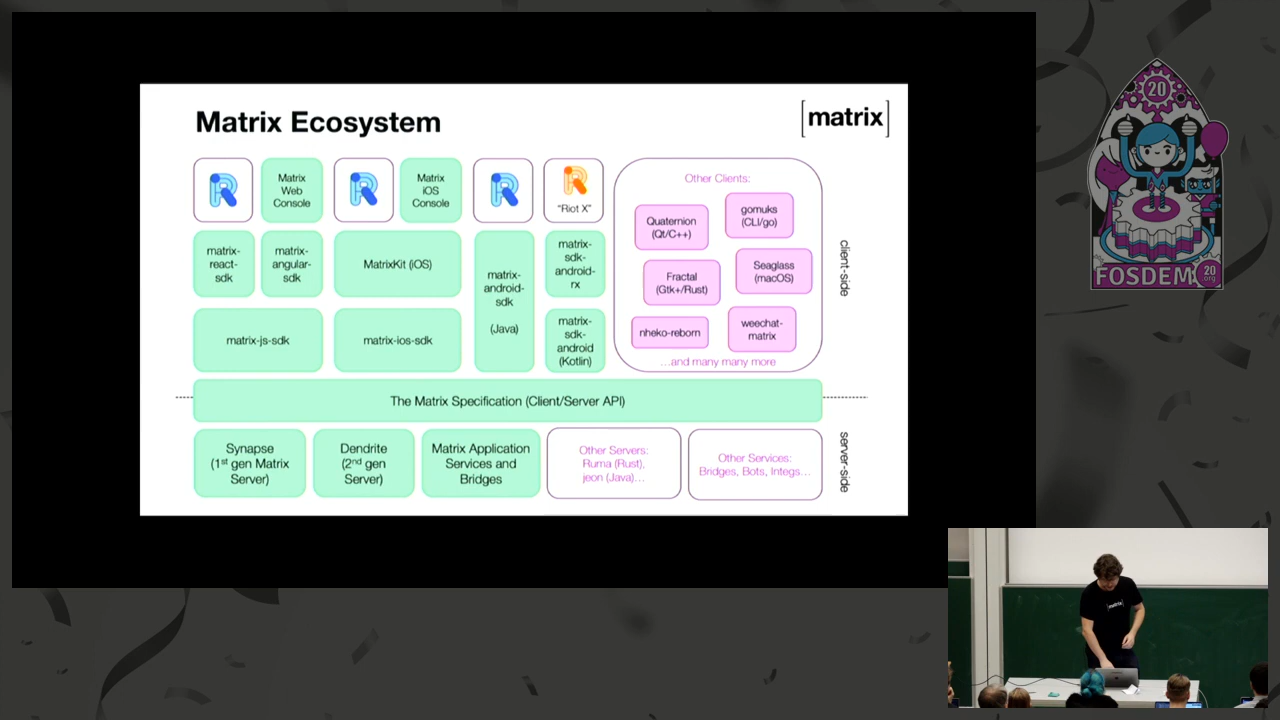 Matrix Ecosystem
[matrix]
Matrix
Web
Console
Matrix
iOS
Console
"Riot X"
matrix-
react-
sdk
matrix-
angular-
sdk
MatrixKit (iOS)
matrix-
android-
sdk
(Java)
matrix-
sdk-
android-
rx
matrix-js-sdk
matrix-ios-sdk
matrix-
sdk-
android
(Kotlin)
Other Clients:
Quaternion
(Qt/C++)
gomuks
(CLI/go)
Fractal
(Gtk+/Rust)
Seaglass
(macOS)
nheko-reborn
weechat-
matrix
…and many many more
client-side
The Matrix Specification (Client/Server API)
Synapse
(1st gen Matrix
Server)
Dendrite
(2nd gen
Server)
Matrix Application
Services and
Bridges
Other Servers:
Ruma (Rust),
jeon (Java)…
Other Services:
Bridges, Bots, Integs…
server-side
20
FOSDEM
20
.org
[matrix]